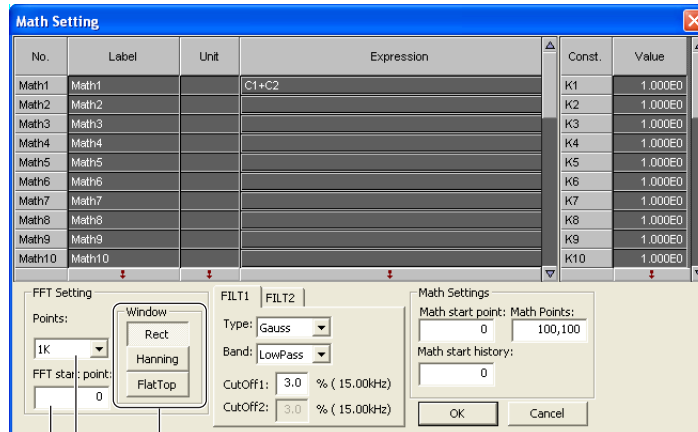 Math Setting
No. Label Unit Expression Const. Value
Math1 Math1 C1+C2 K1 1.000E0
Math2 Math2 K2 1.000E0
Math3 Math3 K3 1.000E0
Math4 Math4 K4 1.000E0
Math5 Math5 K5 1.000E0
Math6 Math6 K6 1.000E0
Math7 Math7 K7 1.000E0
Math8 Math8 K8 1.000E0
Math9 Math9 K9 1.000E0
Math10 Math10 K10 1.000E0
FFT Setting
Points:
1K
FFT start point:
0
Window
Rect
Hanning
FlatTop
FILT1 FILT2
Type: Gauss
Band: LowPass
CutOff1: 3.0 % ( 15.00kHz)
CutOff2: 3.0 % ( 15.00kHz)
Math Settings
Math start point: Math Points:
0 100,100
Math start history:
0
OK Cancel